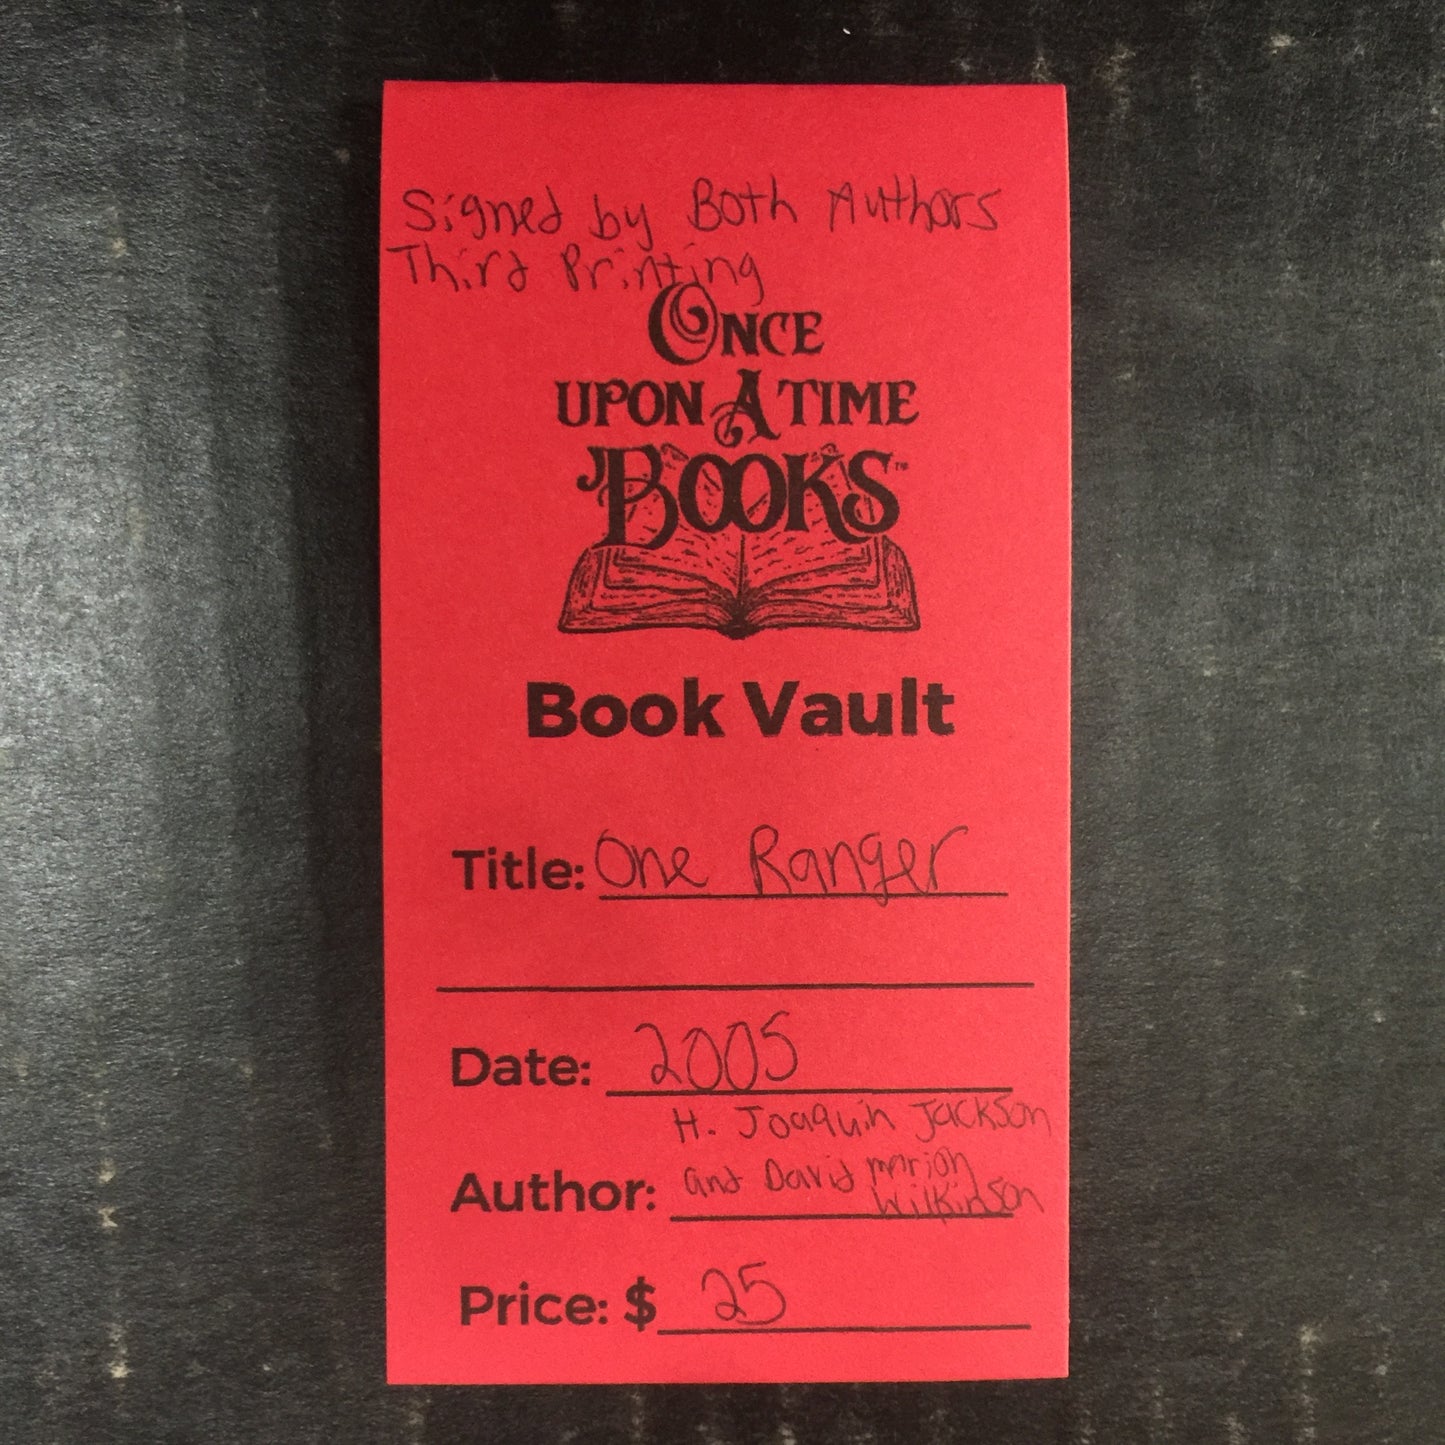 Signed by Both Authors
Third Printing
ONCE
UPON A TIME
BOOKS™
Book Vault
Title: One Ranger
Date: 2005
H. Joaquin Jackson
Author: and David Marion
Wilkinson
Price: $ 25